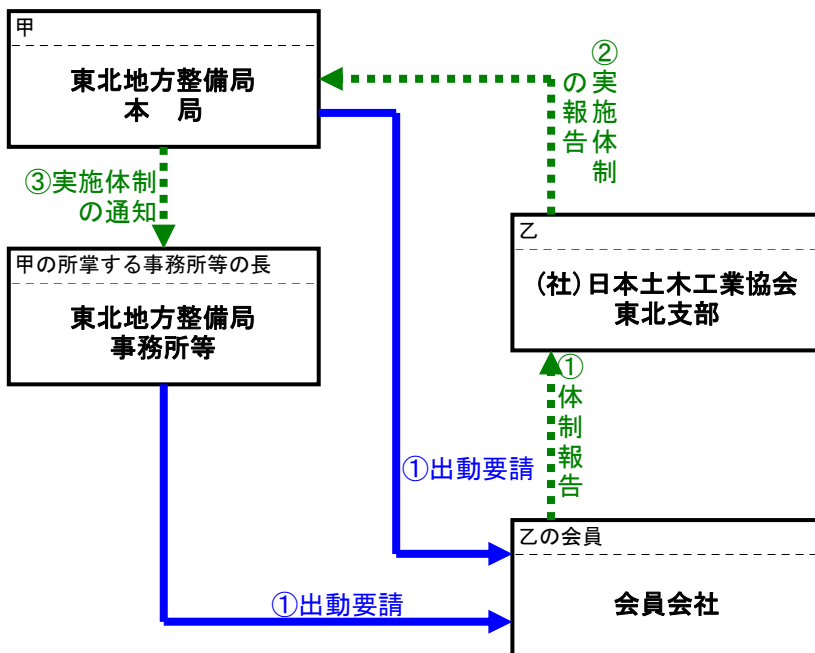 甲
東北地方整備局
本　局
②実施体制
の報告
③実施体制
の通知
乙
(社)日本土木工業協会
東北支部
甲の所掌する事務所等の長
東北地方整備局
事務所等
①体制報告
①出動要請
乙の会員
会員会社
①出動要請